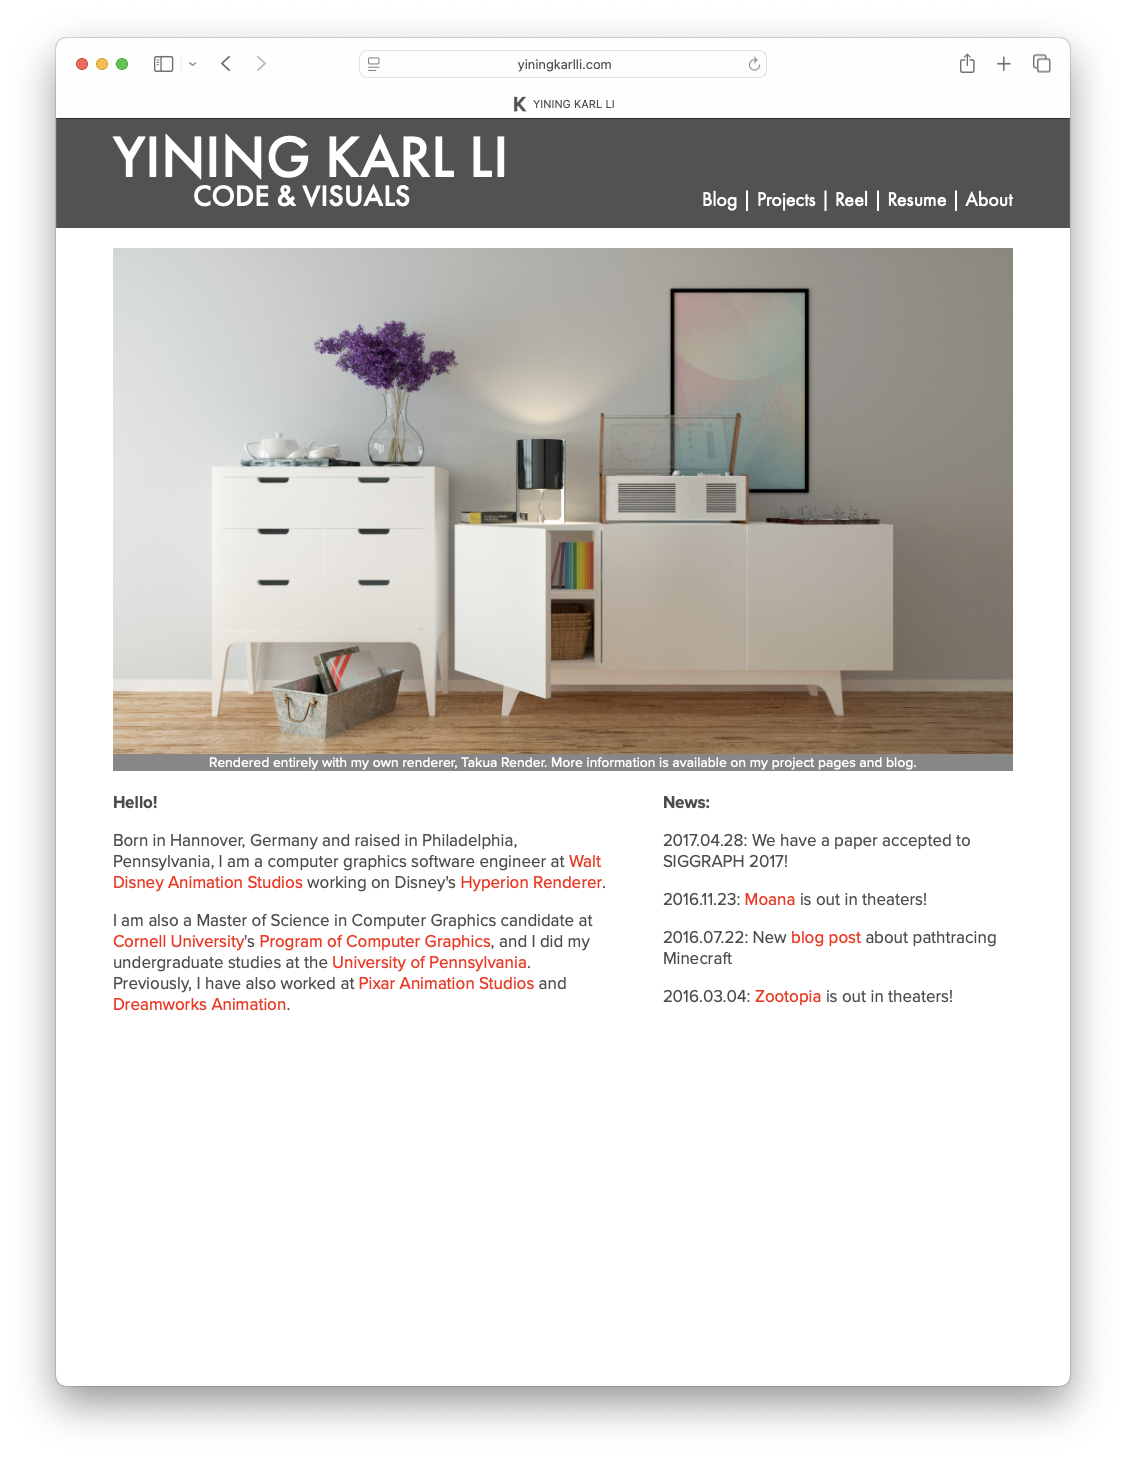 yiningkarlli.com
K YINING KARL LI
YINING KARL LI
CODE & VISUALS
Blog | Projects | Reel | Resume | About
TAKUA
Rendered entirely with my own renderer, Takua Render. More information is available on my project pages and blog.
Hello!
Born in Hannover, Germany and raised in Philadelphia,
Pennsylvania, I am a computer graphics software engineer at Walt
Disney Animation Studios working on Disney's Hyperion Renderer.
I am also a Master of Science in Computer Graphics candidate at
Cornell University's Program of Computer Graphics, and I did my
undergraduate studies at the University of Pennsylvania.
Previously, I have also worked at Pixar Animation Studios and
Dreamworks Animation.
News:
2017.04.28: We have a paper accepted to
SIGGRAPH 2017!
2016.11.23: Moana is out in theaters!
2016.07.22: New blog post about pathtracing
Minecraft
2016.03.04: Zootopia is out in theaters!